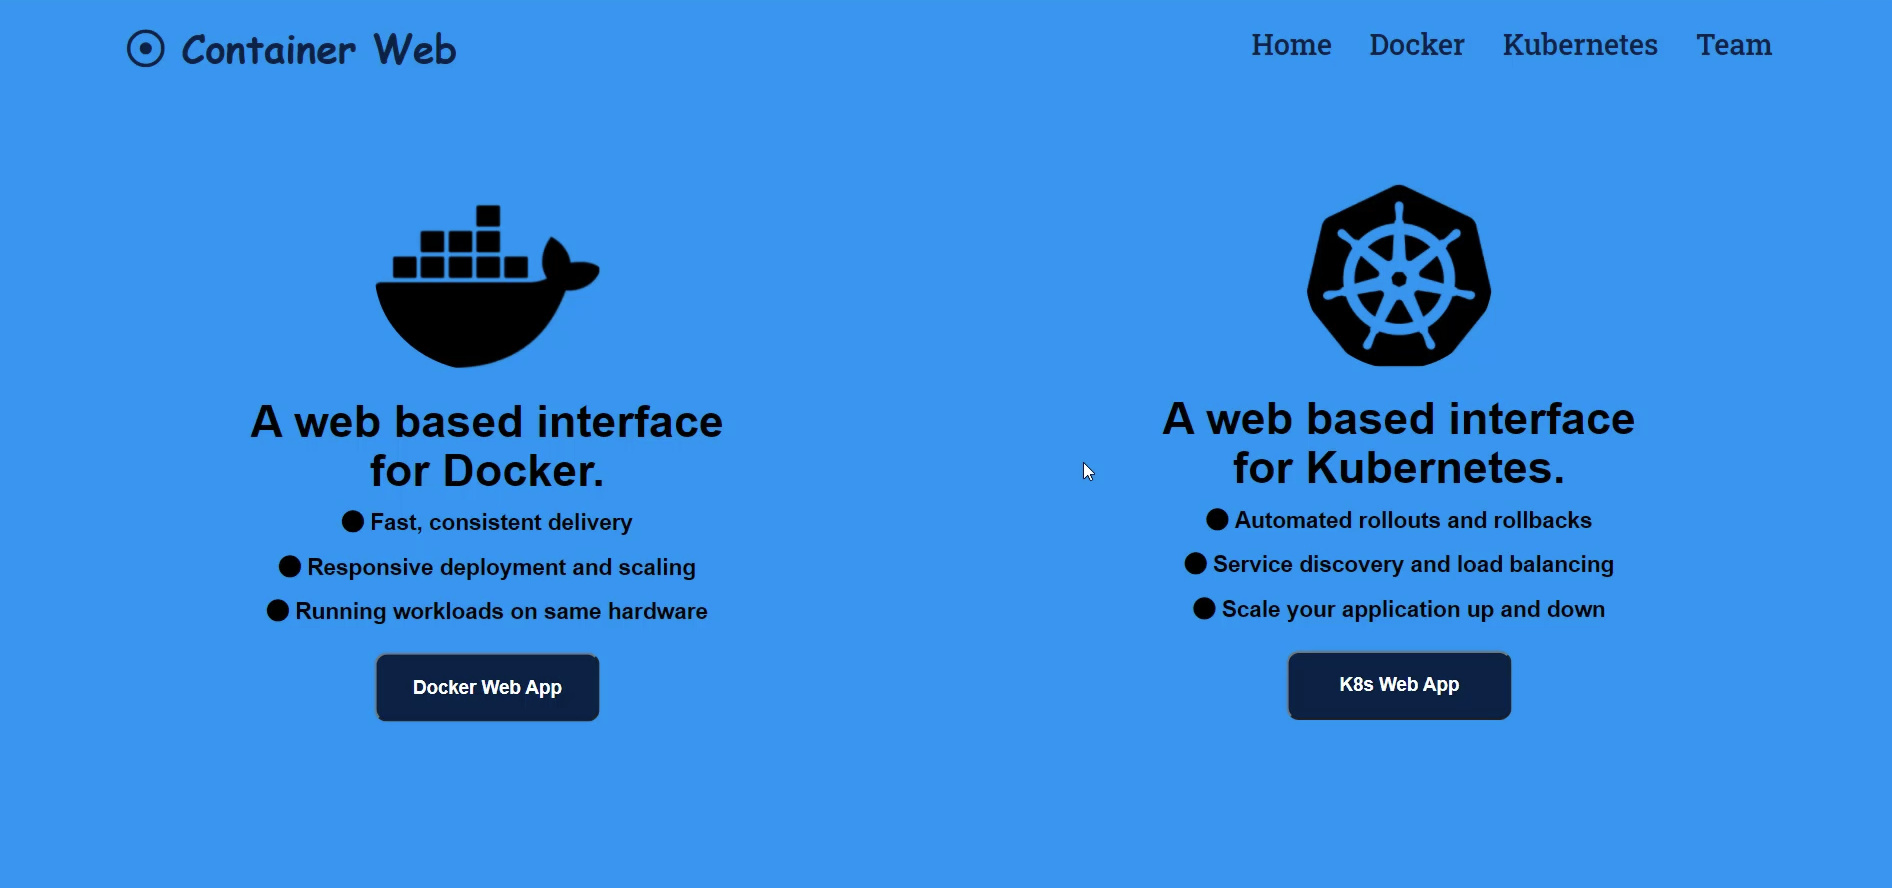 Container Web
Home
Docker
Kubernetes
Team
A web based interface
for Docker.
Fast, consistent delivery
Responsive deployment and scaling
Running workloads on same hardware
Docker Web App
A web based interface
for Kubernetes.
Automated rollouts and rollbacks
Service discovery and load balancing
Scale your application up and down
K8s Web App